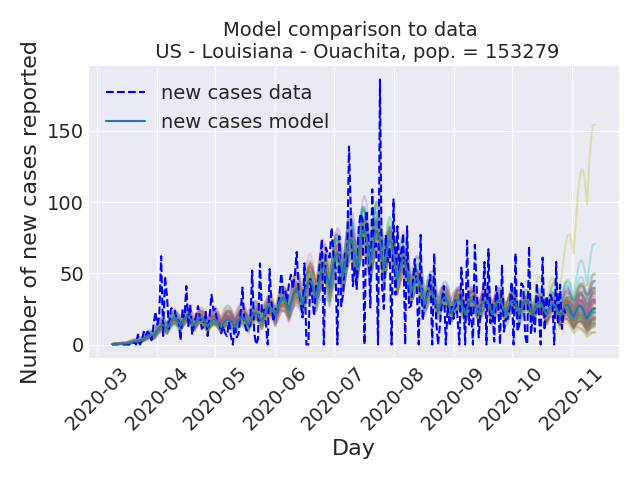 Model comparison to data
US - Louisiana - Ouachita, pop. = 153279
new cases data
new cases model
Number of new cases reported
150
100
50
0
2020-03
2020-04
2020-05
2020-06
2020-07
2020-08
2020-09
2020-10
2020-11
Day